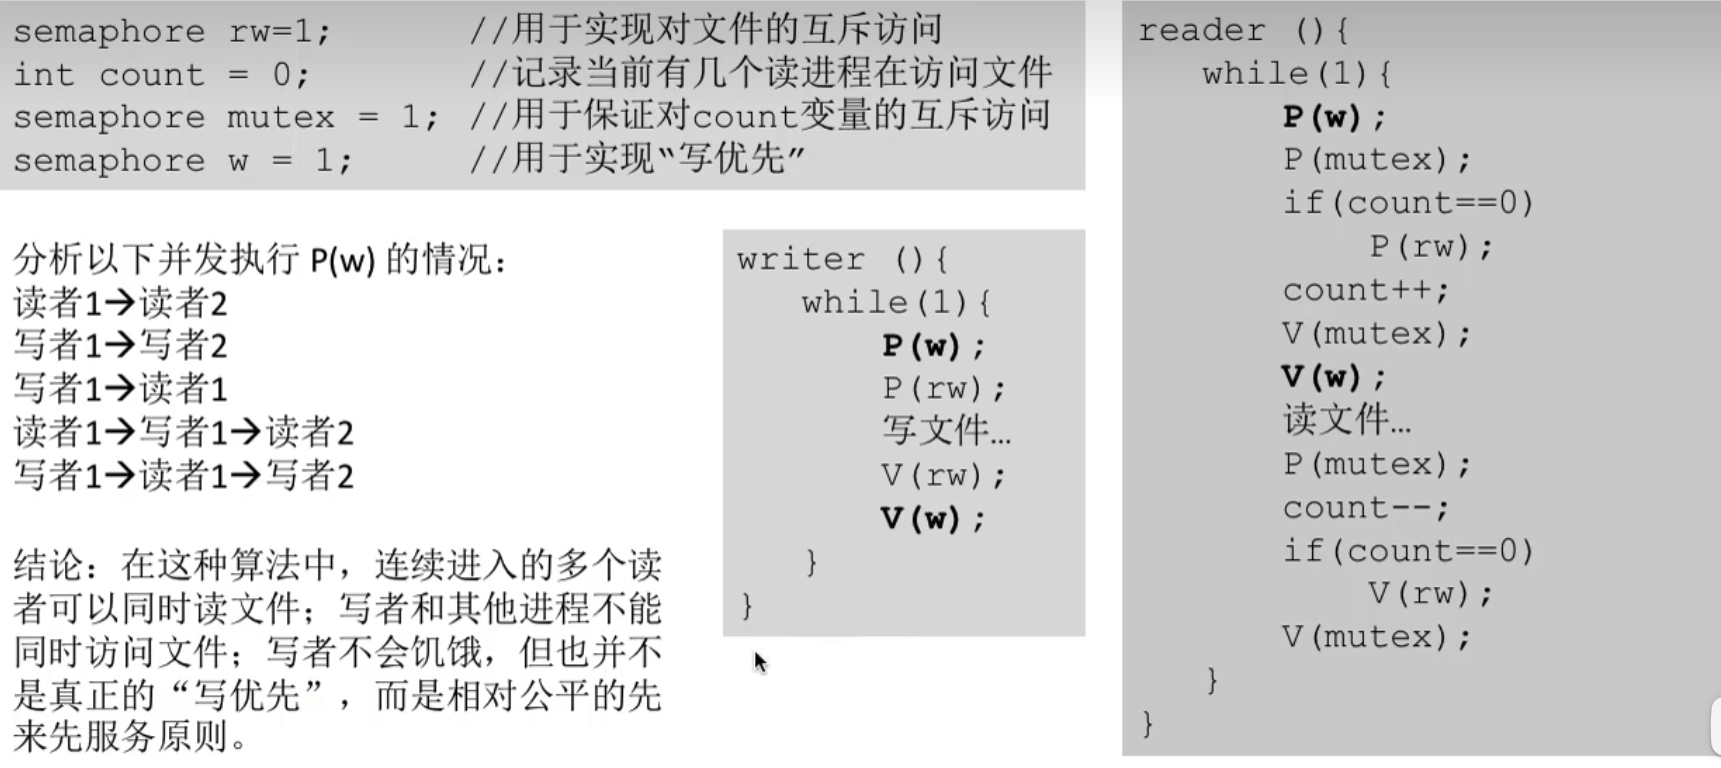 semaphore rw=1; //用于实现对文件的互斥访问
int count = 0; //记录当前有几个读进程在访问文件
semaphore mutex = 1; //用于保证对count变量的互斥访问
semaphore w = 1; //用于实现“写优先”
分析以下并发执行 P(w) 的情况：
读者1→读者2
写者1→写者2
写者1→读者1
读者1→写者1→读者2
写者1→读者1→写者2
结论：在这种算法中，连续进入的多个读
者可以同时读文件；写者和其他进程不能
同时访问文件；写者不会饥饿，但也并不
是真正的“写优先”，而是相对公平的先
来先服务原则。
writer (){
while(1){
P(w);
P(rw);
写文件…
V(rw);
V(w);
}
}
reader (){
while(1){
P(w);
P(mutex);
if(count==0)
P(rw);
count++;
V(mutex);
V(w);
读文件…
P(mutex);
count--;
if(count==0)
V(rw);
V(mutex);
}
}